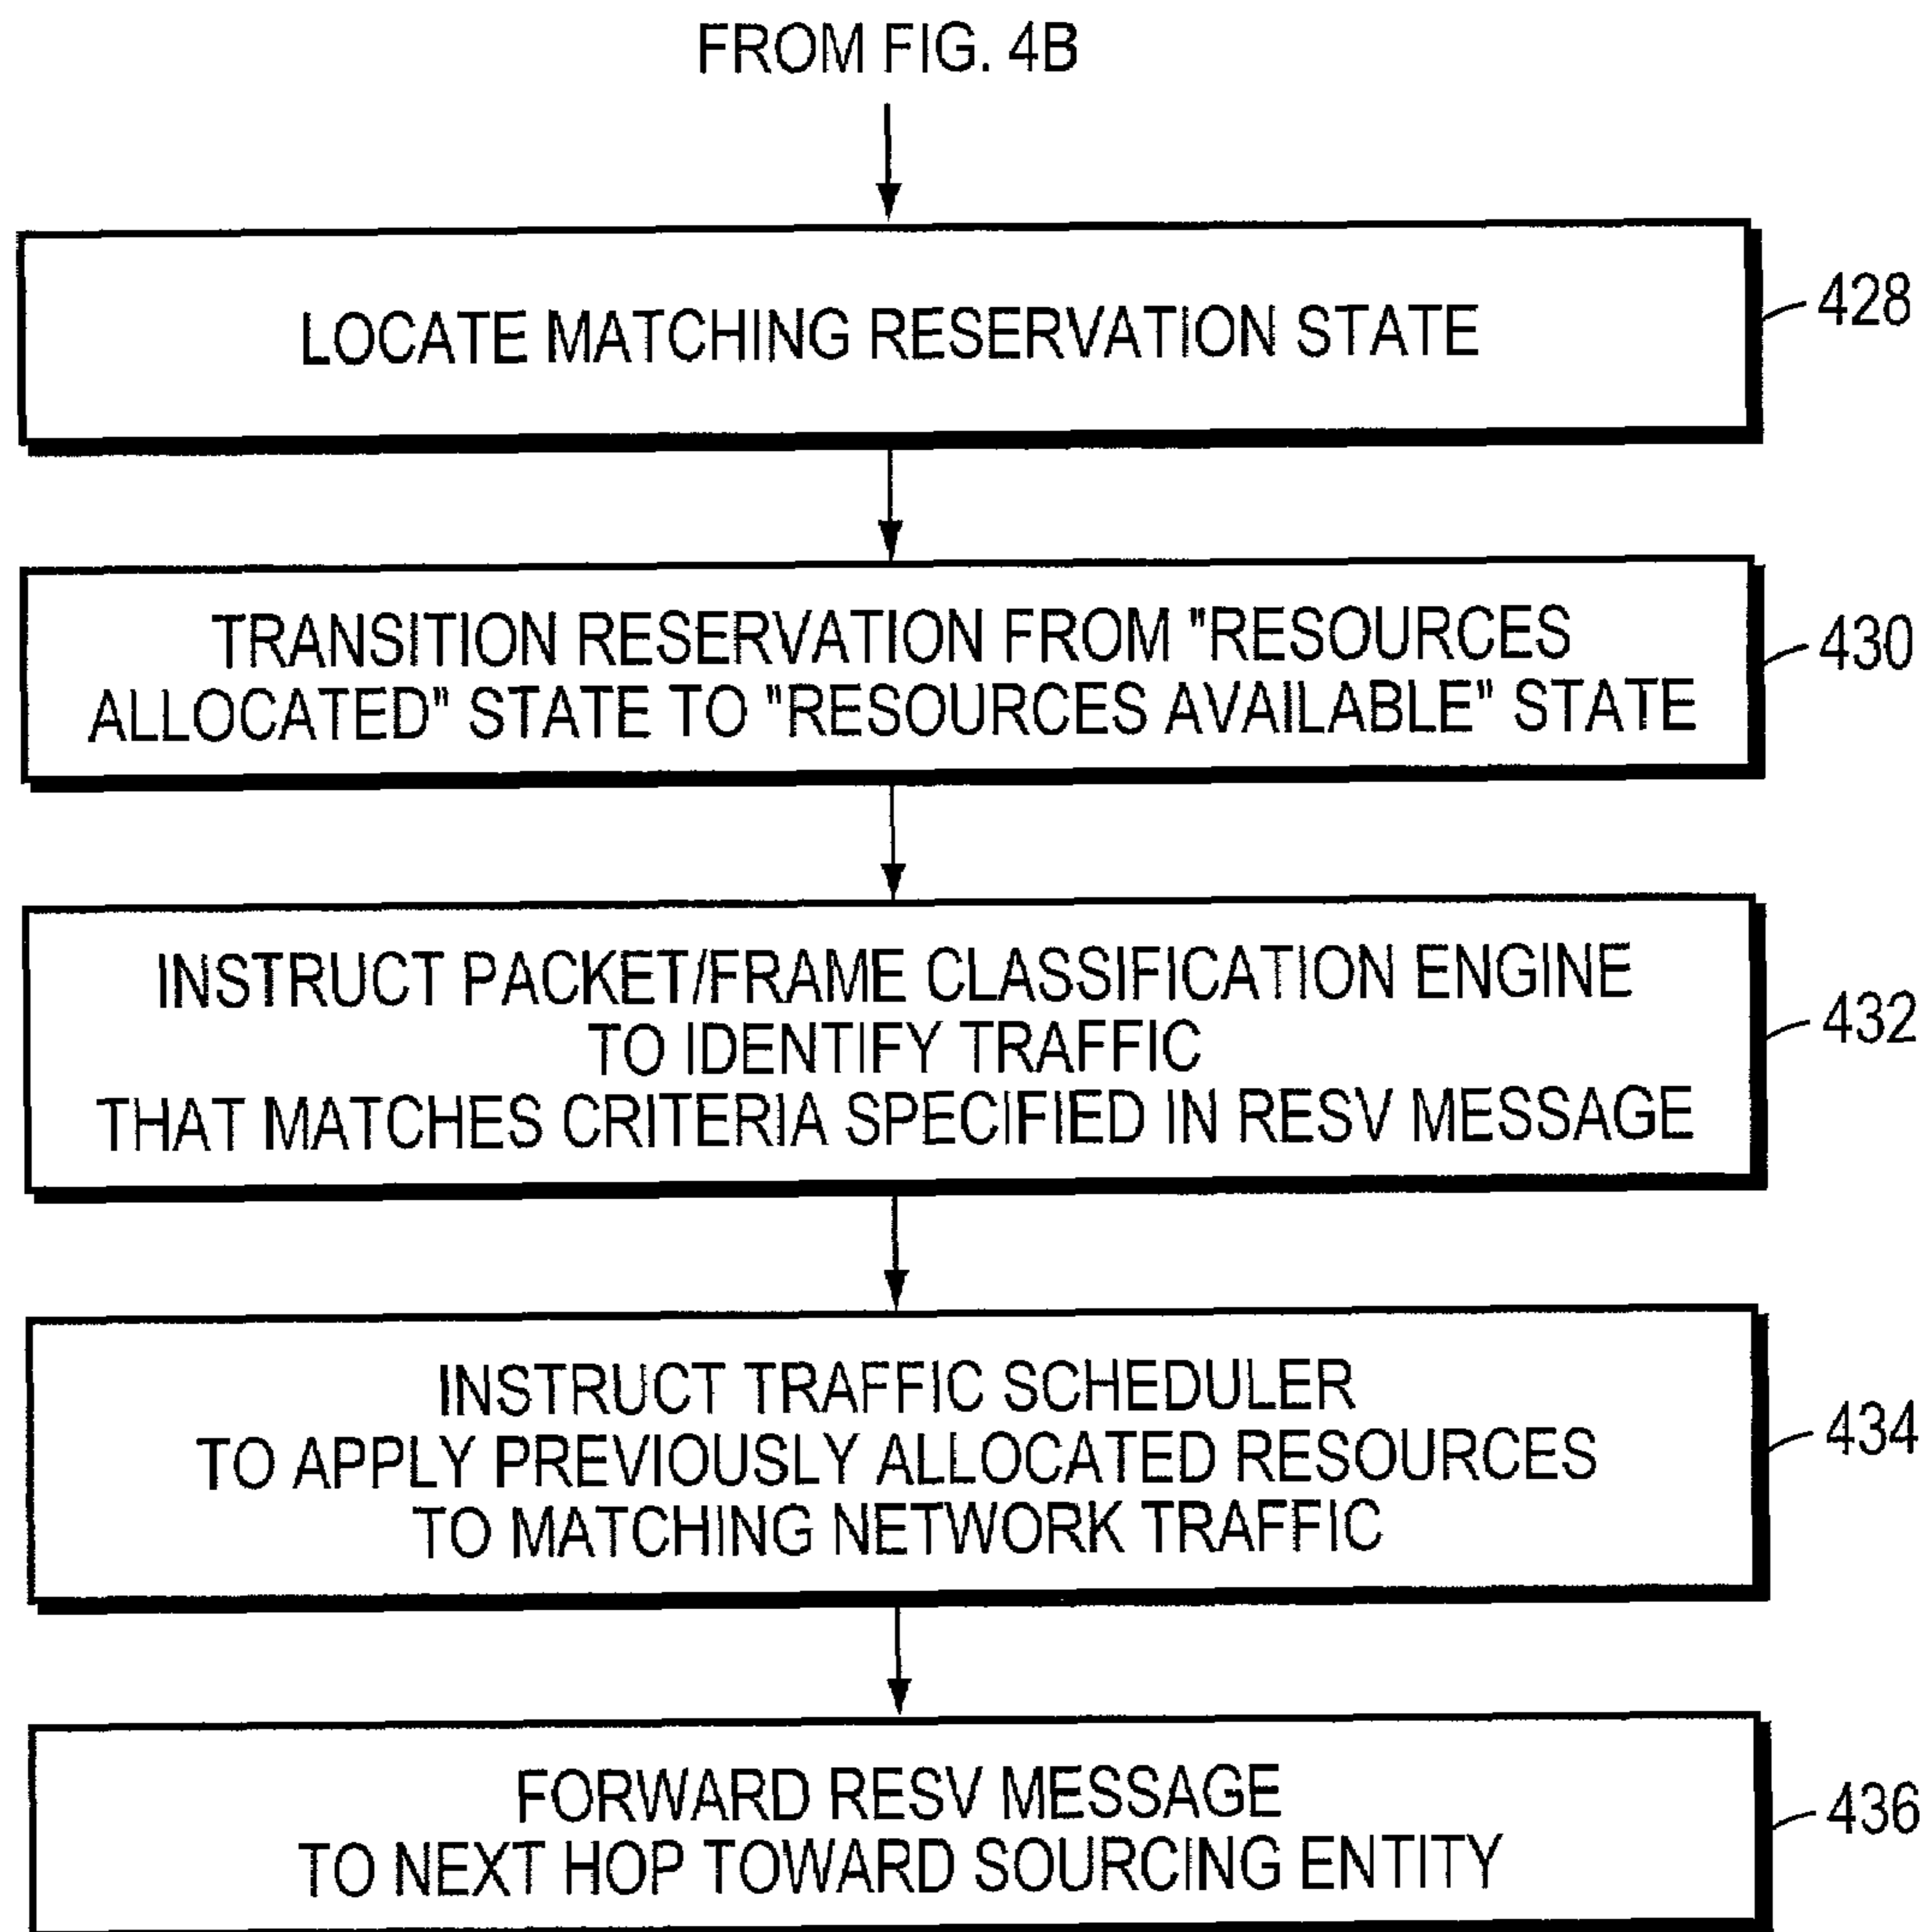 FROM FIG. 4B
LOCATE MATCHING RESERVATION STATE
428
TRANSITION RESERVATION FROM "RESOURCES
ALLOCATED" STATE TO "RESOURCES AVAILABLE" STATE
430
INSTRUCT PACKET/FRAME CLASSIFICATION ENGINE
TO IDENTIFY TRAFFIC
THAT MATCHES CRITERIA SPECIFIED IN RESV MESSAGE
432
INSTRUCT TRAFFIC SCHEDULER
TO APPLY PREVIOUSLY ALLOCATED RESOURCES
TO MATCHING NETWORK TRAFFIC
434
FORWARD RESV MESSAGE
TO NEXT HOP TOWARD SOURCING ENTITY
436